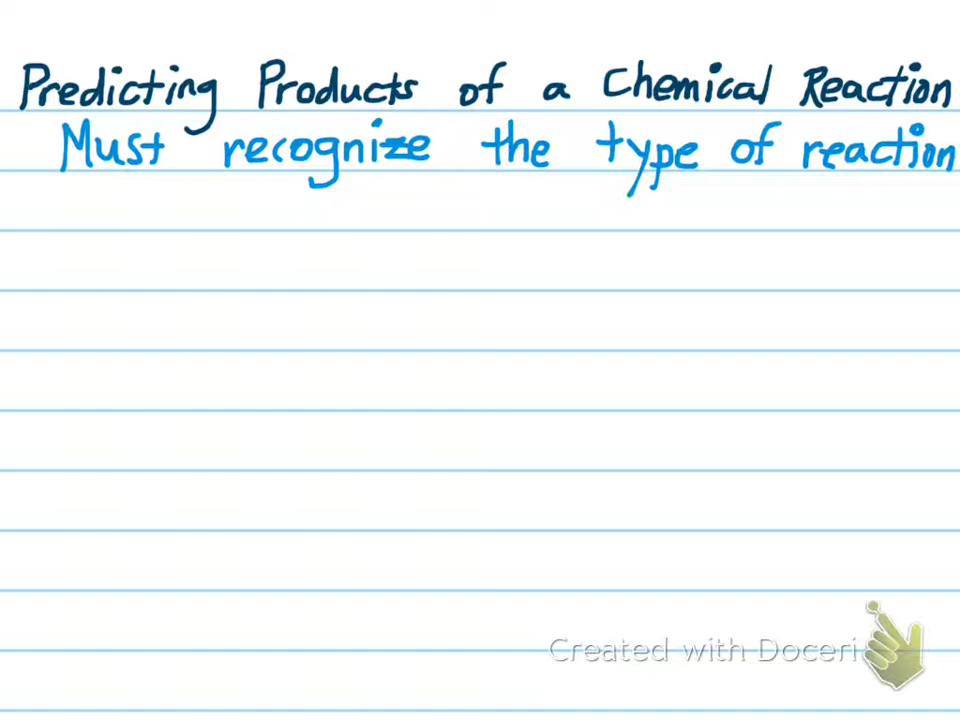 Predicting Products of a Chemical Reaction
Must recognize the type of reaction
Created with Doceri